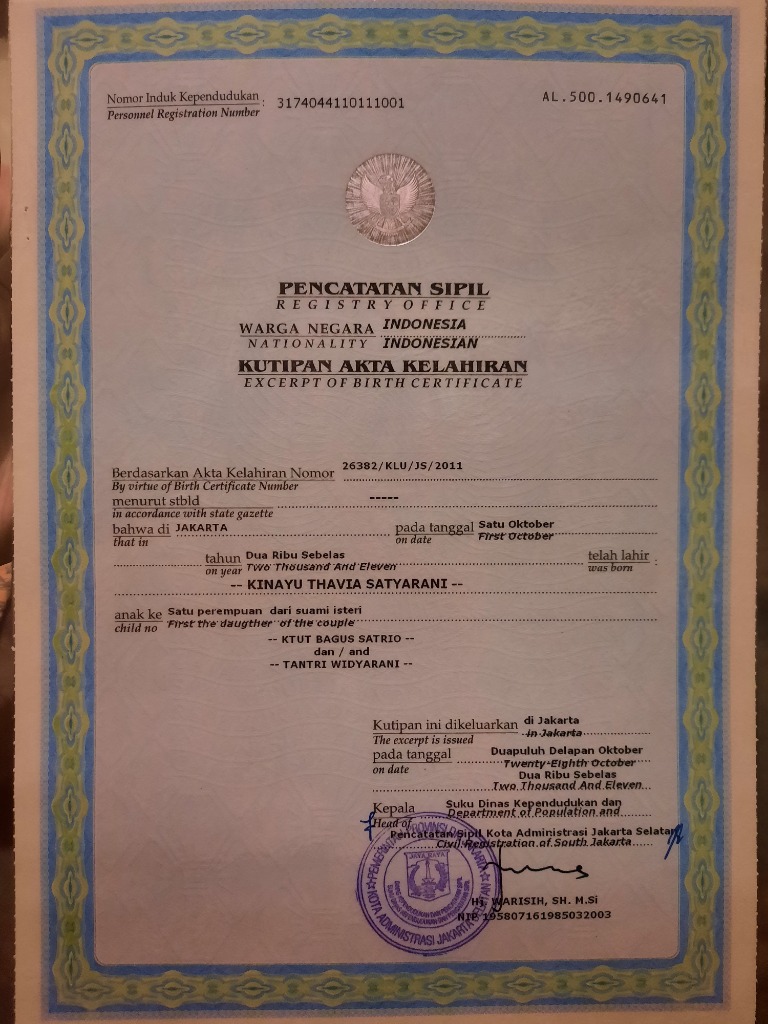 Nomor Induk Kependudukan : 3174044110111001
Personnel Registration Number
AL.500.1490641
PENCATATAN SIPIL
REGISTRY OFFICE
WARGA NEGARA INDONESIA
NATIONALITY INDONESIAN
KUTIPAN AKTA KELAHIRAN
EXCERPT OF BIRTH CERTIFICATE
Berdasarkan Akta Kelahiran Nomor 26382/KLU/JS/2011
By virtue of Birth Certificate Number
menurut stbld -----
in accordance with state gazette
bahwa di JAKARTA pada tanggal Satu Oktober
that in on date First October
tahun Dua Ribu Sebelas telah lahir :
on year Two Thousand And Eleven was born
-- KINAYU THAVIA SATYARANI --
anak ke Satu perempuan dari suami isteri
child no First the daugther of the couple
-- KTUT BAGUS SATRIO --
dan / and
-- TANTRI WIDYARANI --
Kutipan ini dikeluarkan di Jakarta
The excerpt is issued in Jakarta
pada tanggal Duapuluh Delapan Oktober
on date Twenty-Eighth October
Dua Ribu Sebelas
Two Thousand And Eleven
Kepala Suku Dinas Kependudukan dan
Head of Department of Population and
Pencatatan Sipil Kota Administrasi Jakarta Selatan
Civil Registration of South Jakarta
JAYA RAYA
KOTA ADMINISTRASI JAKARTA SELATAN
Hj. WARISIH, SH. M.Si
NIP 195807161985032003